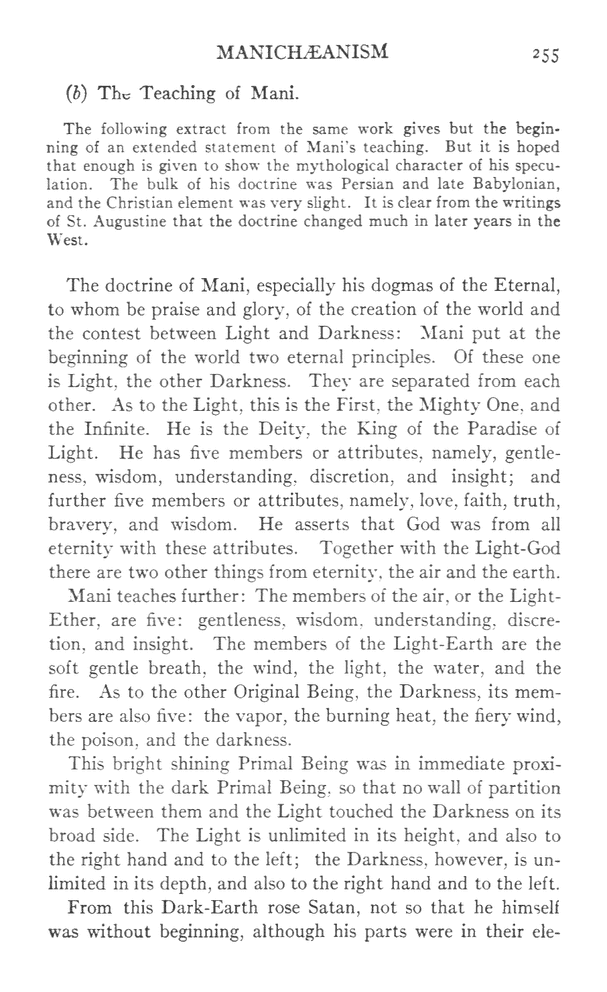 MANICHÆANISM 255
(b) The Teaching of Mani.
The following extract from the same work gives but the begin-
ning of an extended statement of Mani's teaching. But it is hoped
that enough is given to show the mythological character of his specu-
lation. The bulk of his doctrine was Persian and late Babylonian,
and the Christian element was very slight. It is clear from the writings
of St. Augustine that the doctrine changed much in later years in the
West.
The doctrine of Mani, especially his dogmas of the Eternal,
to whom be praise and glory, of the creation of the world and
the contest between Light and Darkness: Mani put at the
beginning of the world two eternal principles. Of these one
is Light, the other Darkness. They are separated from each
other. As to the Light, this is the First, the Mighty One, and
the Infinite. He is the Deity, the King of the Paradise of
Light. He has five members or attributes, namely, gentle-
ness, wisdom, understanding, discretion, and insight; and
further five members or attributes, namely, love, faith, truth,
bravery, and wisdom. He asserts that God was from all
eternity with these attributes. Together with the Light-God
there are two other things from eternity, the air and the earth.
Mani teaches further: The members of the air, or the Light-
Ether, are five: gentleness, wisdom, understanding, discre-
tion, and insight. The members of the Light-Earth are the
soft gentle breath, the wind, the light, the water, and the
fire. As to the other Original Being, the Darkness, its mem-
bers are also five: the vapor, the burning heat, the fiery wind,
the poison, and the darkness.
This bright shining Primal Being was in immediate proxi-
mity with the dark Primal Being, so that no wall of partition
was between them and the Light touched the Darkness on its
broad side. The Light is unlimited in its height, and also to
the right hand and to the left; the Darkness, however, is un-
limited in its depth, and also to the right hand and to the left.
From this Dark-Earth rose Satan, not so that he himself
was without beginning, although his parts were in their ele-